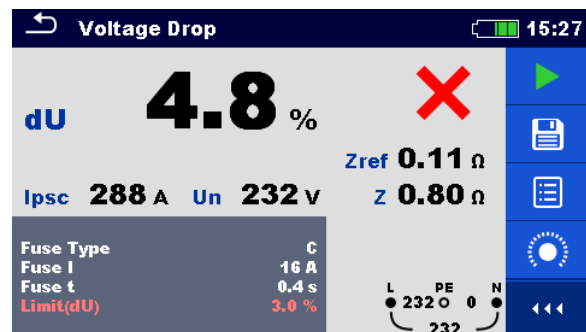 Voltage Drop 15:27
dU 4.8 %
Zref 0.11 Ω
Ipsc 288 A Un 232 V Z 0.80 Ω
Fuse Type C
Fuse I 16 A
Fuse t 0.4 s
Limit(dU) 3.0 %
L PE N
232 0
232